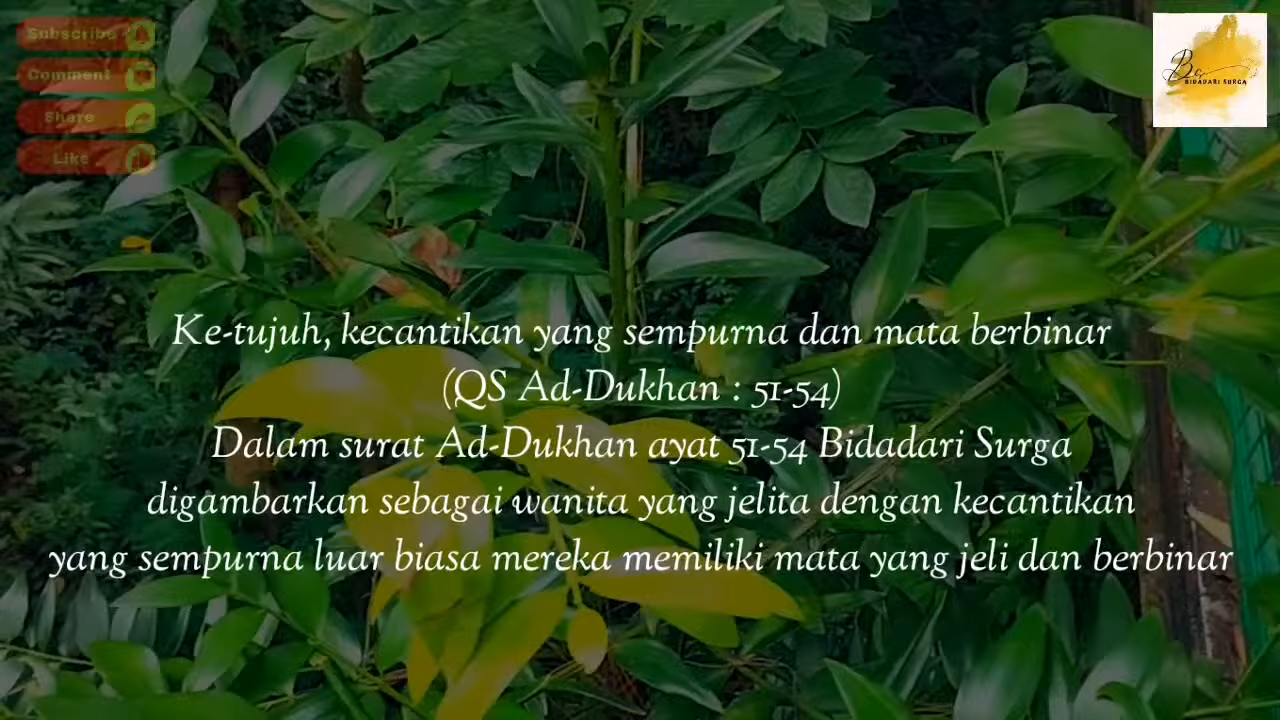 Subscribe
Comment
Share
Like
Bs
BIDADARI SURGA
Ke-tujuh, kecantikan yang sempurna dan mata berbinar
(QS Ad-Dukhan : 51-54)
Dalam surat Ad-Dukhan ayat 51-54 Bidadari Surga
digambarkan sebagai wanita yang jelita dengan kecantikan
yang sempurna luar biasa mereka memiliki mata yang jeli dan berbinar